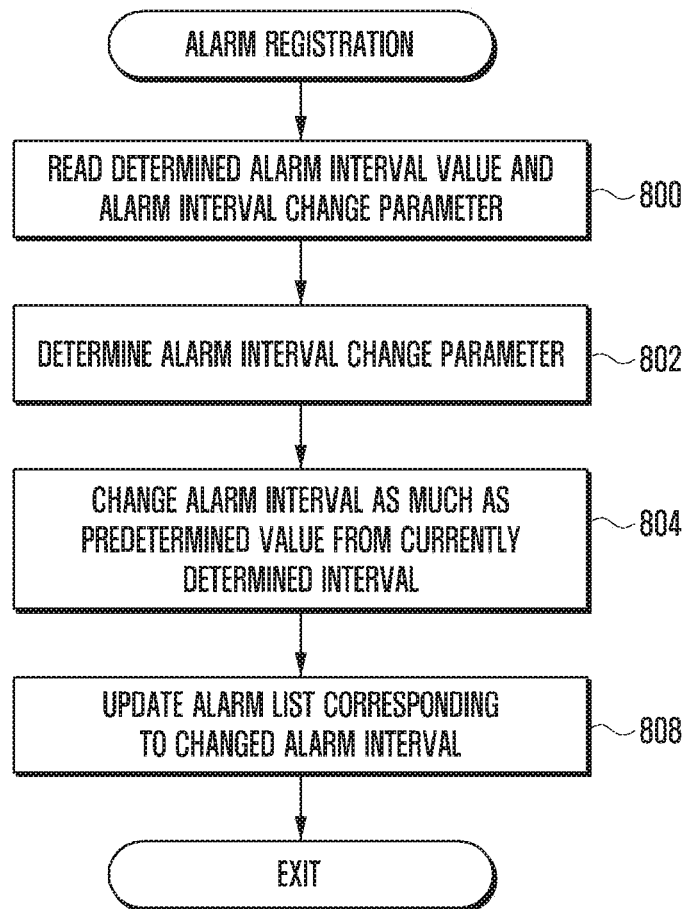 ALARM REGISTRATION
READ DETERMINED ALARM INTERVAL VALUE AND
ALARM INTERVAL CHANGE PARAMETER
800
DETERMINE ALARM INTERVAL CHANGE PARAMETER
802
CHANGE ALARM INTERVAL AS MUCH AS
PREDETERMINED VALUE FROM CURRENTLY
DETERMINED INTERVAL
804
UPDATE ALARM LIST CORRESPONDING
TO CHANGED ALARM INTERVAL
808
EXIT